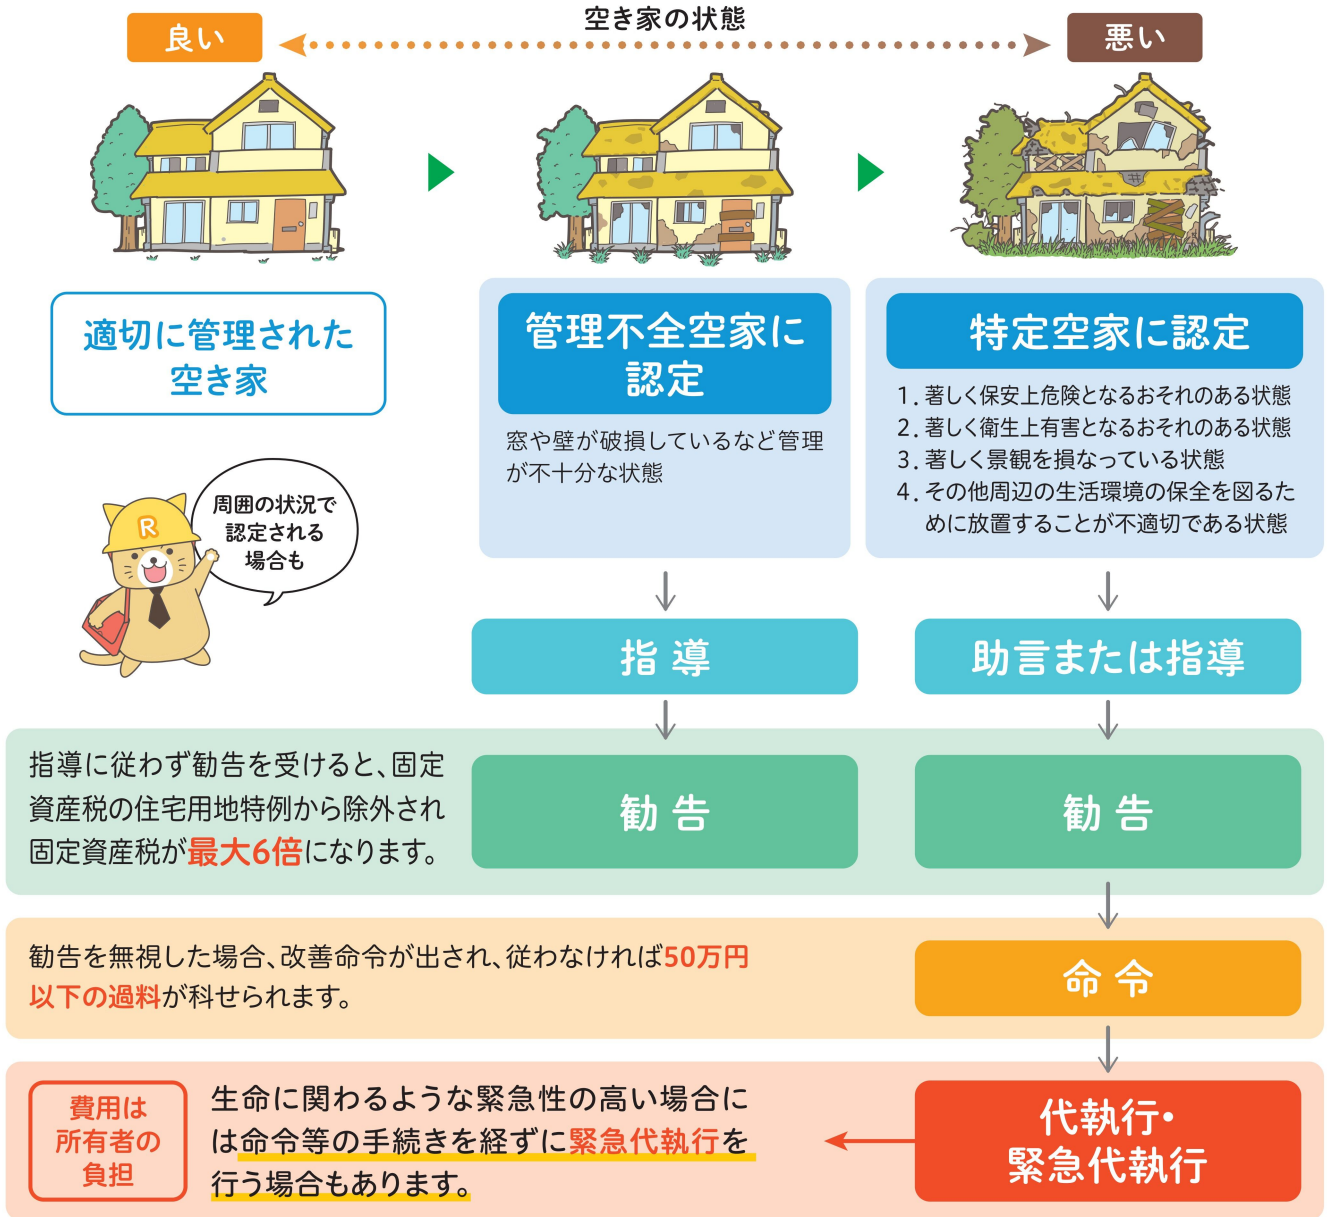 空き家の状態
良い
悪い
適切に管理された
空き家
管理不全空家に
認定
窓や壁が破損しているなど管理
が不十分な状態
特定空家に認定
1. 著しく保安上危険となるおそれのある状態
2. 著しく衛生上有害となるおそれのある状態
3. 著しく景観を損なっている状態
4. その他周辺の生活環境の保全を図るた
めに放置することが不適切である状態
周囲の状況で
認定される
場合も
R
指導
助言または指導
指導に従わず勧告を受けると、固定
資産税の住宅用地特例から除外され
固定資産税が最大6倍になります。
勧告
勧告
勧告を無視した場合、改善命令が出され、従わなければ50万円
以下の過料が科せられます。
命令
費用は
所有者の
負担
生命に関わるような緊急性の高い場合に
は命令等の手続きを経ずに緊急代執行を
行う場合もあります。
代執行・
緊急代執行